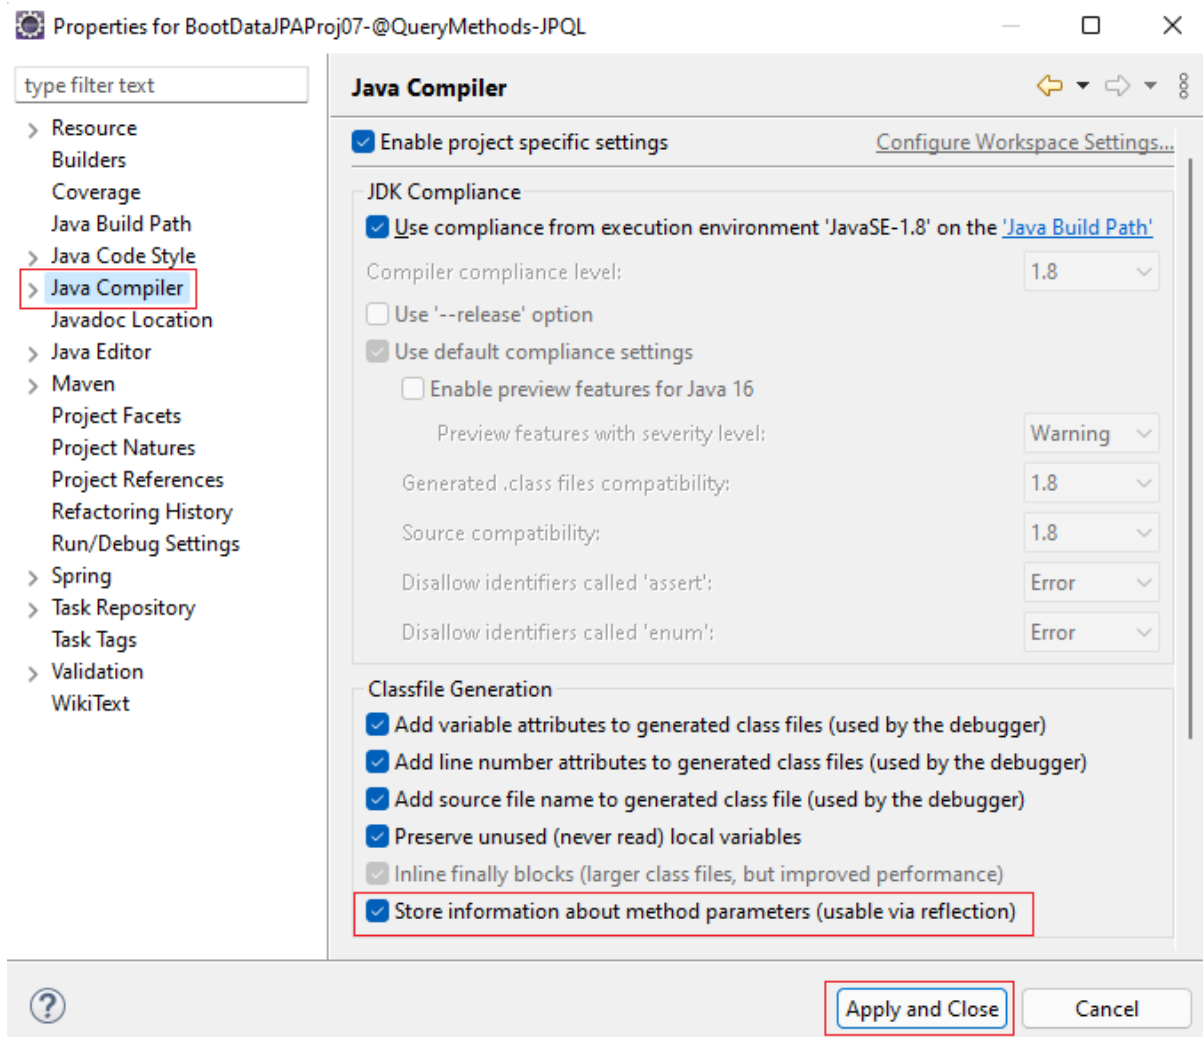 Properties for BootDataJPAProj07-@QueryMethods-JPQL
type filter text
Resource
Builders
Coverage
Java Build Path
Java Code Style
Java Compiler
Javadoc Location
Java Editor
Maven
Project Facets
Project Natures
Project References
Refactoring History
Run/Debug Settings
Spring
Task Repository
Task Tags
Validation
WikiText
Java Compiler
Enable project specific settings Configure Workspace Settings...
JDK Compliance
Use compliance from execution environment 'JavaSE-1.8' on the 'Java Build Path'
Compiler compliance level: 1.8
Use '--release' option
Use default compliance settings
Enable preview features for Java 16
Preview features with severity level: Warning
Generated .class files compatibility: 1.8
Source compatibility: 1.8
Disallow identifiers called 'assert': Error
Disallow identifiers called 'enum': Error
Classfile Generation
Add variable attributes to generated class files (used by the debugger)
Add line number attributes to generated class files (used by the debugger)
Add source file name to generated class file (used by the debugger)
Preserve unused (never read) local variables
Inline finally blocks (larger class files, but improved performance)
Store information about method parameters (usable via reflection)
? Apply and Close Cancel